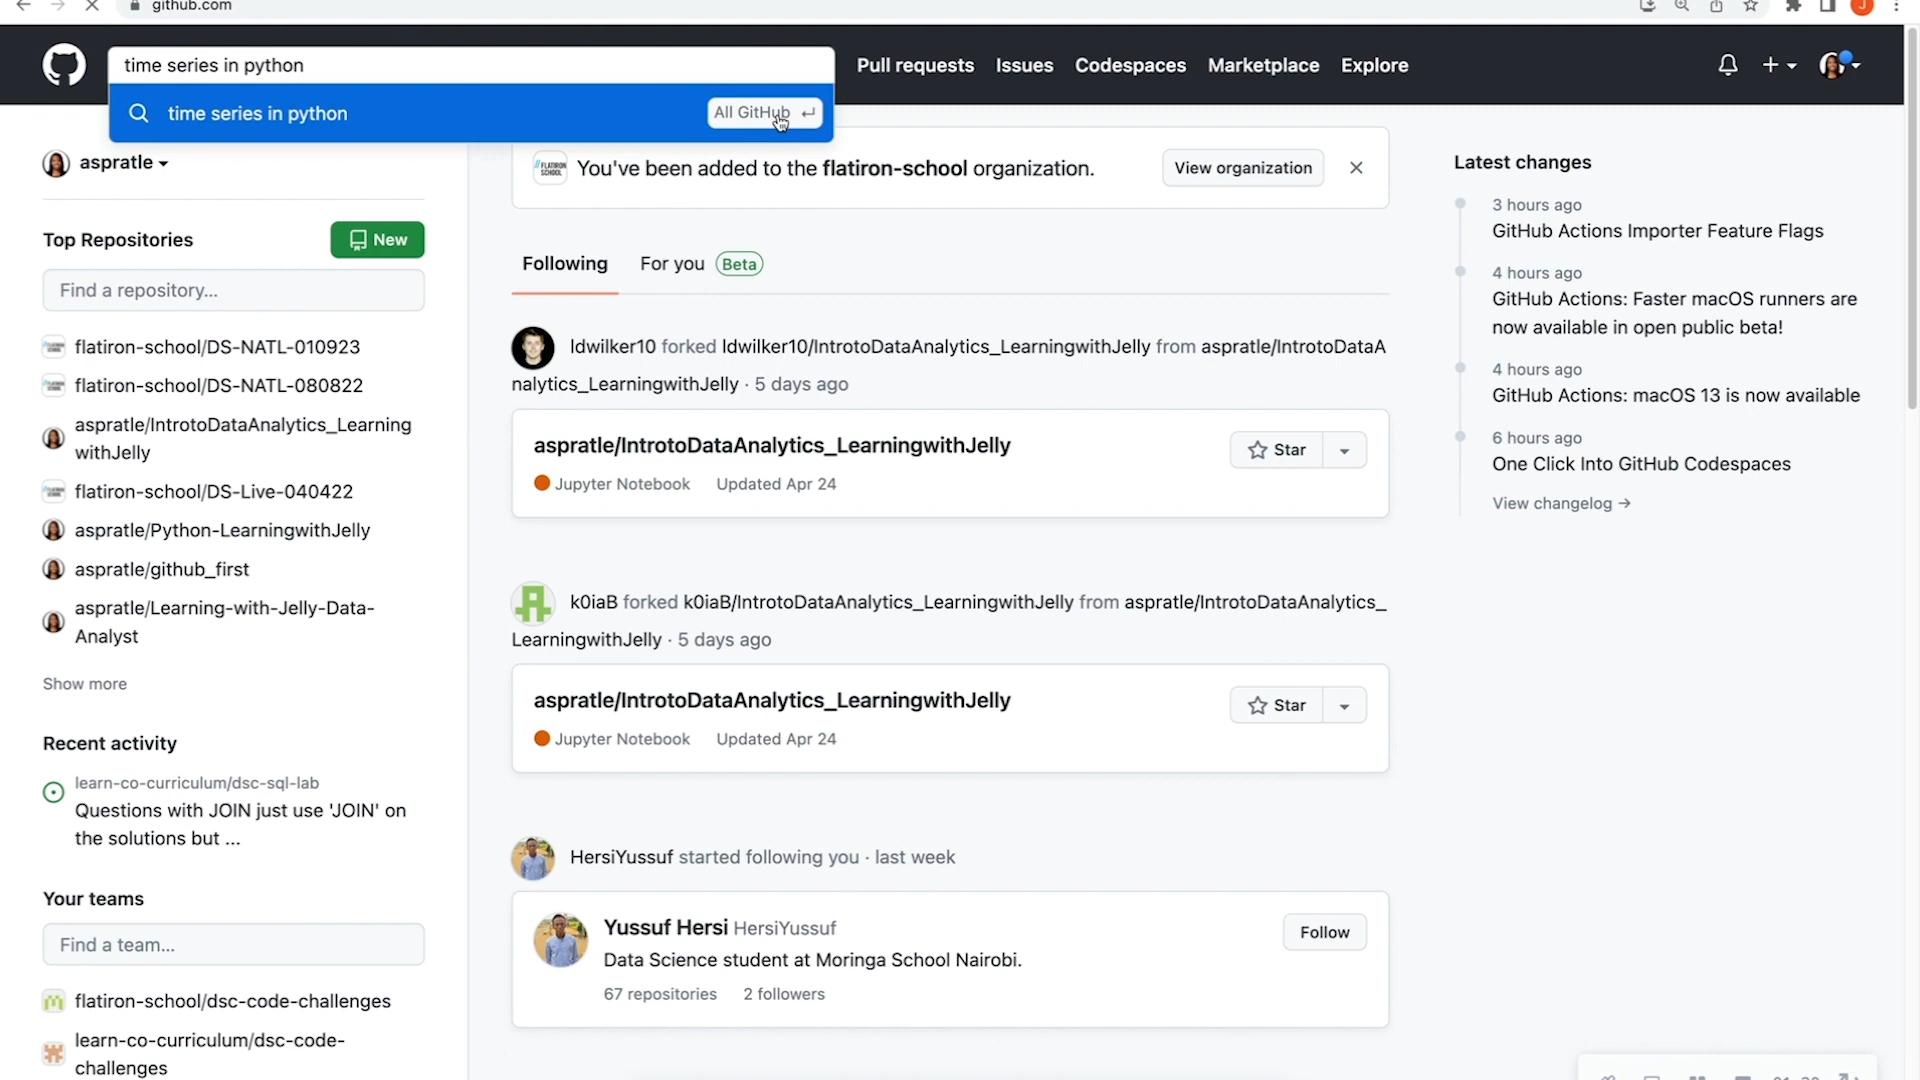 github.com
time series in python
Pull requests Issues Codespaces Marketplace Explore
time series in python All GitHub
aspratle
FLATIRON SCHOOL You've been added to the flatiron-school organization. View organization
Latest changes
Top Repositories New
Find a repository...
flatiron-school/DS-NATL-010923
flatiron-school/DS-NATL-080822
aspratle/IntrotoDataAnalytics_Learning
withJelly
flatiron-school/DS-Live-040422
aspratle/Python-LearningwithJelly
aspratle/github_first
aspratle/Learning-with-Jelly-Data-
Analyst
Show more
Recent activity
learn-co-curriculum/dsc-sql-lab
Questions with JOIN just use 'JOIN' on
the solutions but ...
Your teams
Find a team...
flatiron-school/dsc-code-challenges
learn-co-curriculum/dsc-code-
challenges
Following For you Beta
ldwilker10 forked ldwilker10/IntrotoDataAnalytics_LearningwithJelly from aspratle/IntrotoDataA
nalytics_LearningwithJelly · 5 days ago
aspratle/IntrotoDataAnalytics_LearningwithJelly Star
Jupyter Notebook Updated Apr 24
k0iaB forked k0iaB/IntrotoDataAnalytics_LearningwithJelly from aspratle/IntrotoDataAnalytics_
LearningwithJelly · 5 days ago
aspratle/IntrotoDataAnalytics_LearningwithJelly Star
Jupyter Notebook Updated Apr 24
HersiYussuf started following you · last week
Yussuf Hersi HersiYussuf Follow
Data Science student at Moringa School Nairobi.
67 repositories 2 followers
3 hours ago
GitHub Actions Importer Feature Flags
4 hours ago
GitHub Actions: Faster macOS runners are
now available in open public beta!
4 hours ago
GitHub Actions: macOS 13 is now available
6 hours ago
One Click Into GitHub Codespaces
View changelog →